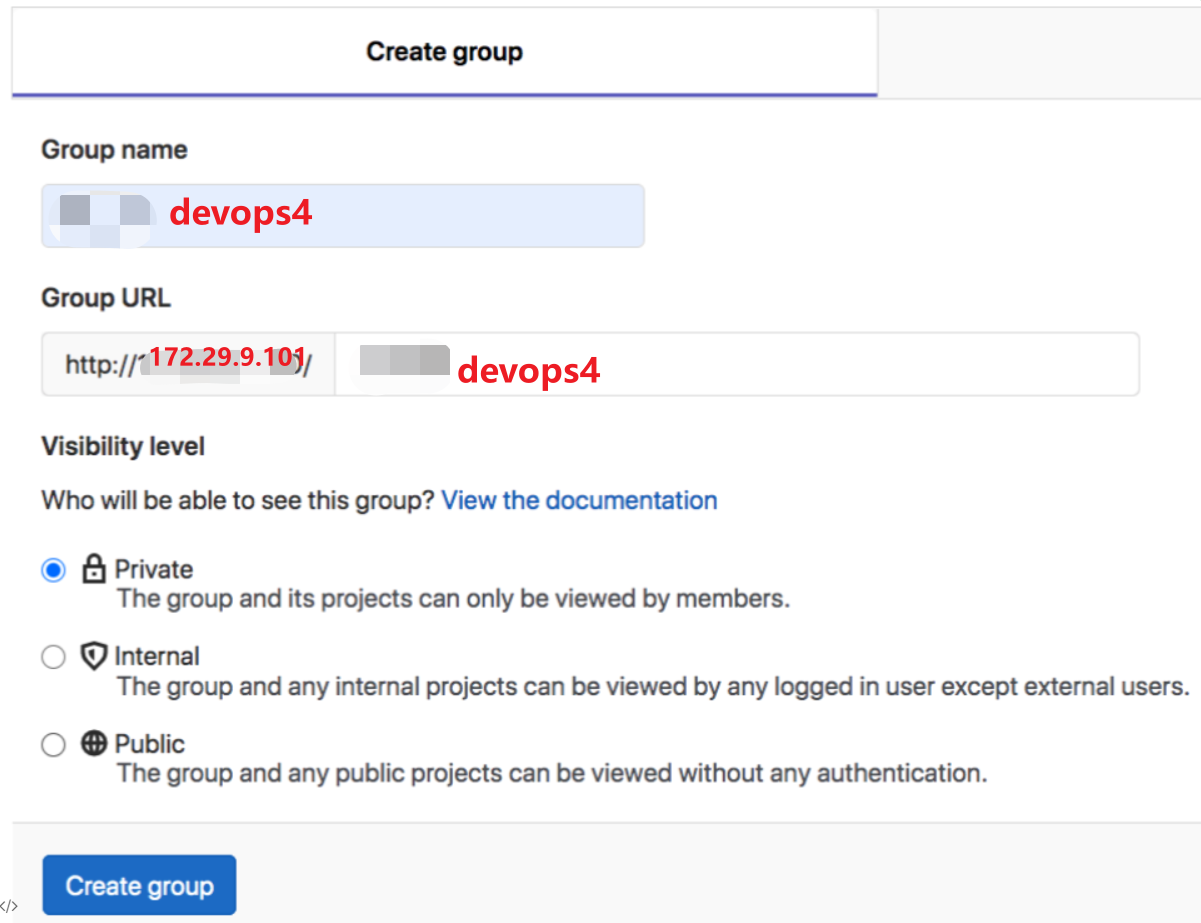 Create group
Group name
devops4
Group URL
http:// 172.29.9.101 /
devops4
Visibility level
Who will be able to see this group? View the documentation
Private
The group and its projects can only be viewed by members.
Internal
The group and any internal projects can be viewed by any logged in user except external users.
Public
The group and any public projects can be viewed without any authentication.
Create group
</>